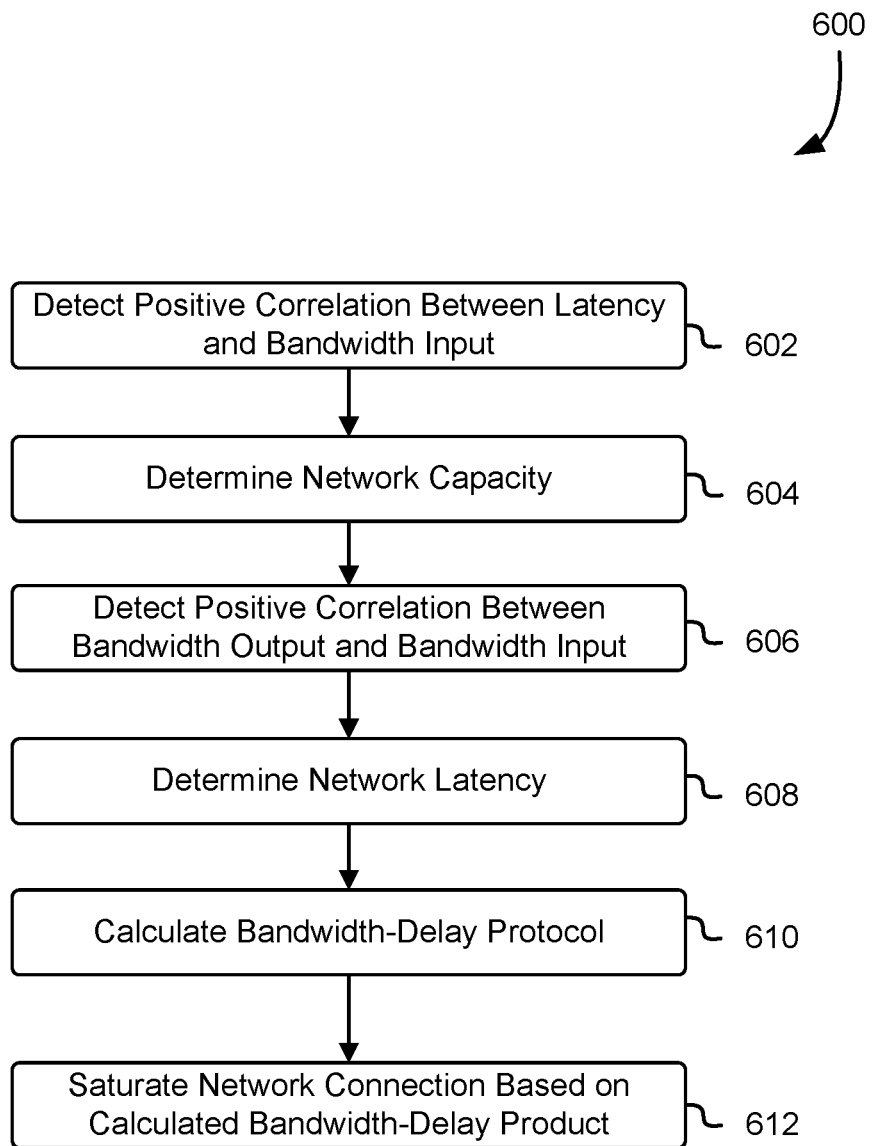 600
Detect Positive Correlation Between Latency
and Bandwidth Input
602
Determine Network Capacity
604
Detect Positive Correlation Between
Bandwidth Output and Bandwidth Input
606
Determine Network Latency
608
Calculate Bandwidth-Delay Protocol
610
Saturate Network Connection Based on
Calculated Bandwidth-Delay Product
612